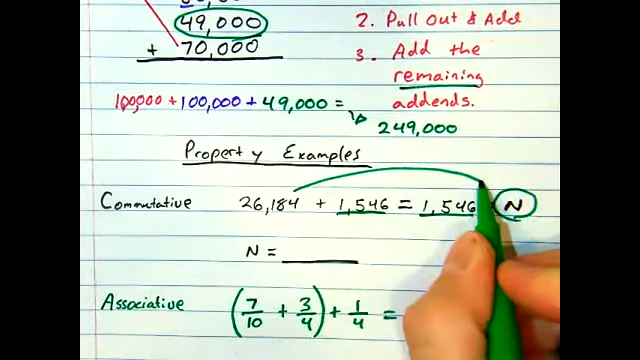 49,000
2. Pull Out & Add
+ 70,000
3. Add the
remaining
addends.
100,000 + 100,000 + 49,000 =
249,000
Property Examples
Commutative 26,184 + 1,546 = 1,546 N
N =
Associative (7/10 + 3/4) + 1/4 =